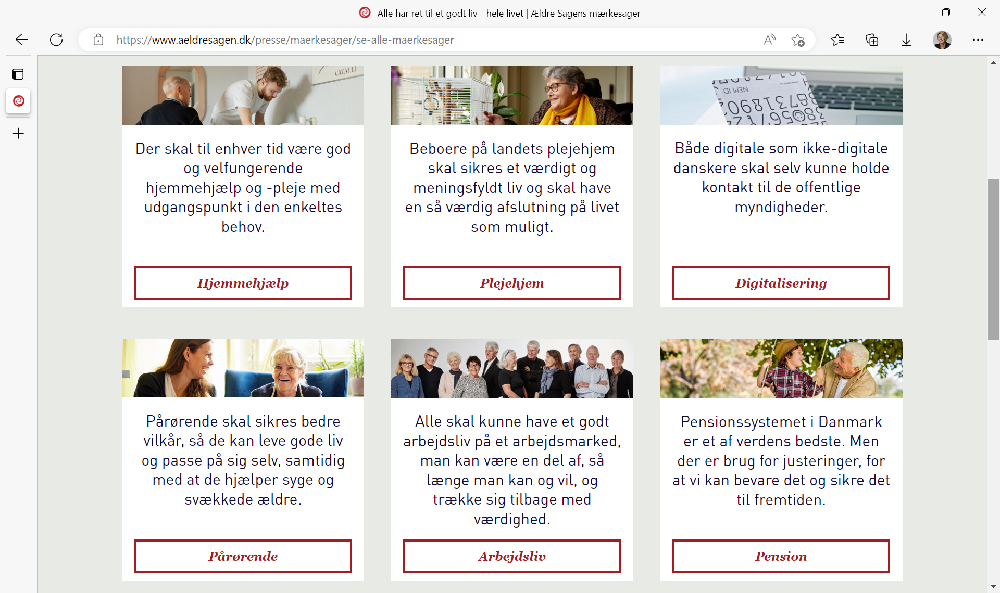 Alle har ret til et godt liv - hele livet | Ældre Sagens mærkesager
https://www.aeldresagen.dk/presse/maerkesager/se-alle-maerkesager
CAVALLI
NEM ID
Der skal til enhver tid være god
og velfungerende
hjemmehjælp og -pleje med
udgangspunkt i den enkeltes
behov.
Hjemmehjælp
Beboere på landets plejehjem
skal sikres et værdigt og
meningsfyldt liv og skal have
en så værdig afslutning på livet
som muligt.
Plejehjem
Både digitale som ikke-digitale
danskere skal selv kunne holde
kontakt til de offentlige
myndigheder.
Digitalisering
Pårørende skal sikres bedre
vilkår, så de kan leve gode liv
og passe på sig selv, samtidig
med at de hjælper syge og
svækkede ældre.
Pårørende
Alle skal kunne have et godt
arbejdsliv på et arbejdsmarked,
man kan være en del af, så
længe man kan og vil, og
trække sig tilbage med
værdighed.
Arbejdsliv
Pensionssystemet i Danmark
er et af verdens bedste. Men
der er brug for justeringer, for
at vi kan bevare det og sikre det
til fremtiden.
Pension